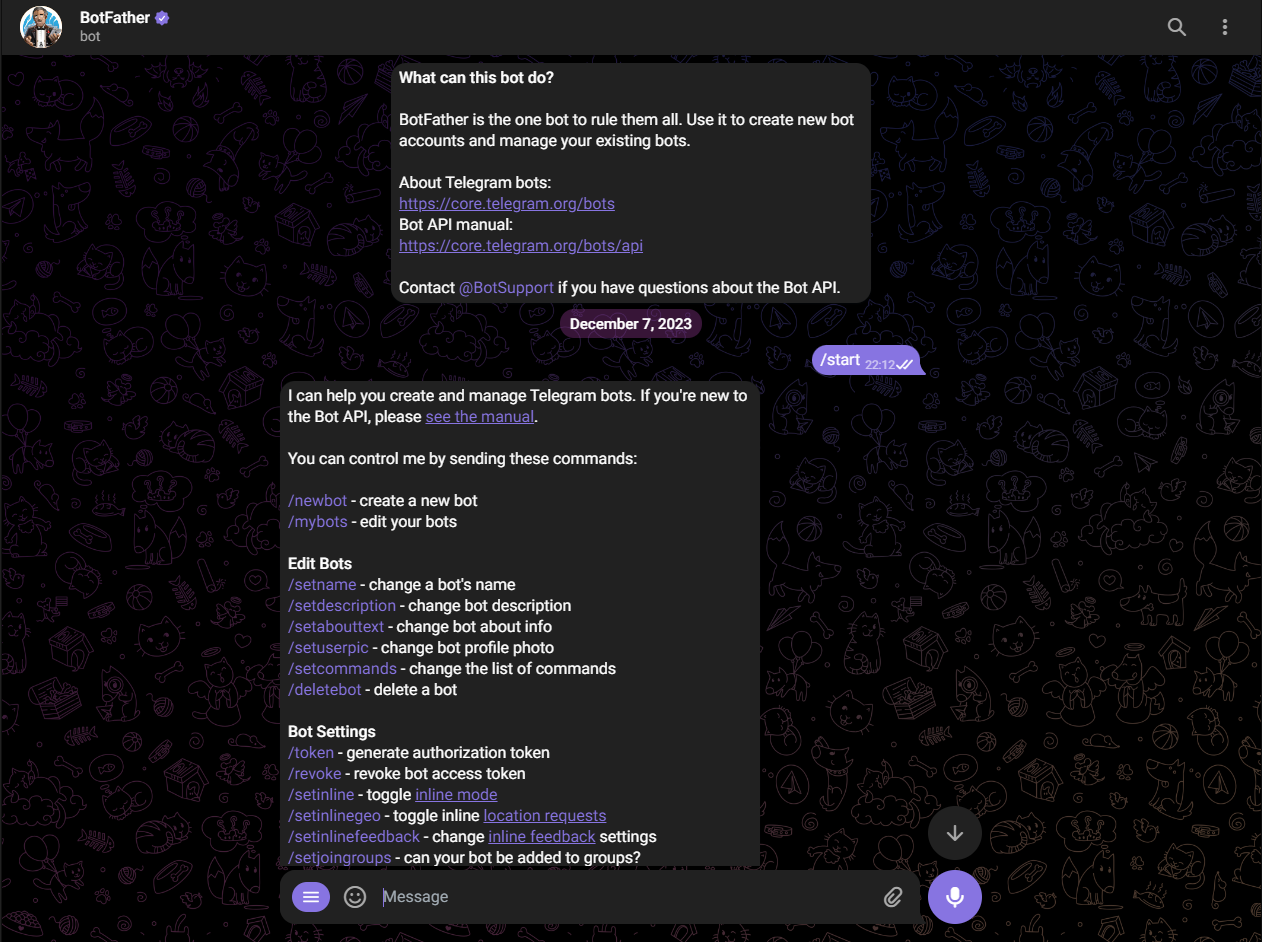 BotFather
bot
What can this bot do?
BotFather is the one bot to rule them all. Use it to create new bot
accounts and manage your existing bots.
About Telegram bots:
https://core.telegram.org/bots
Bot API manual:
https://core.telegram.org/bots/api
Contact @BotSupport if you have questions about the Bot API.
December 7, 2023
/start 22:12
I can help you create and manage Telegram bots. If you're new to
the Bot API, please see the manual.
You can control me by sending these commands:
/newbot - create a new bot
/mybots - edit your bots
Edit Bots
/setname - change a bot's name
/setdescription - change bot description
/setabouttext - change bot about info
/setuserpic - change bot profile photo
/setcommands - change the list of commands
/deletebot - delete a bot
Bot Settings
/token - generate authorization token
/revoke - revoke bot access token
/setinline - toggle inline mode
/setinlinegeo - toggle inline location requests
/setinlinefeedback - change inline feedback settings
/setjoingroups - can your bot be added to groups?
Message